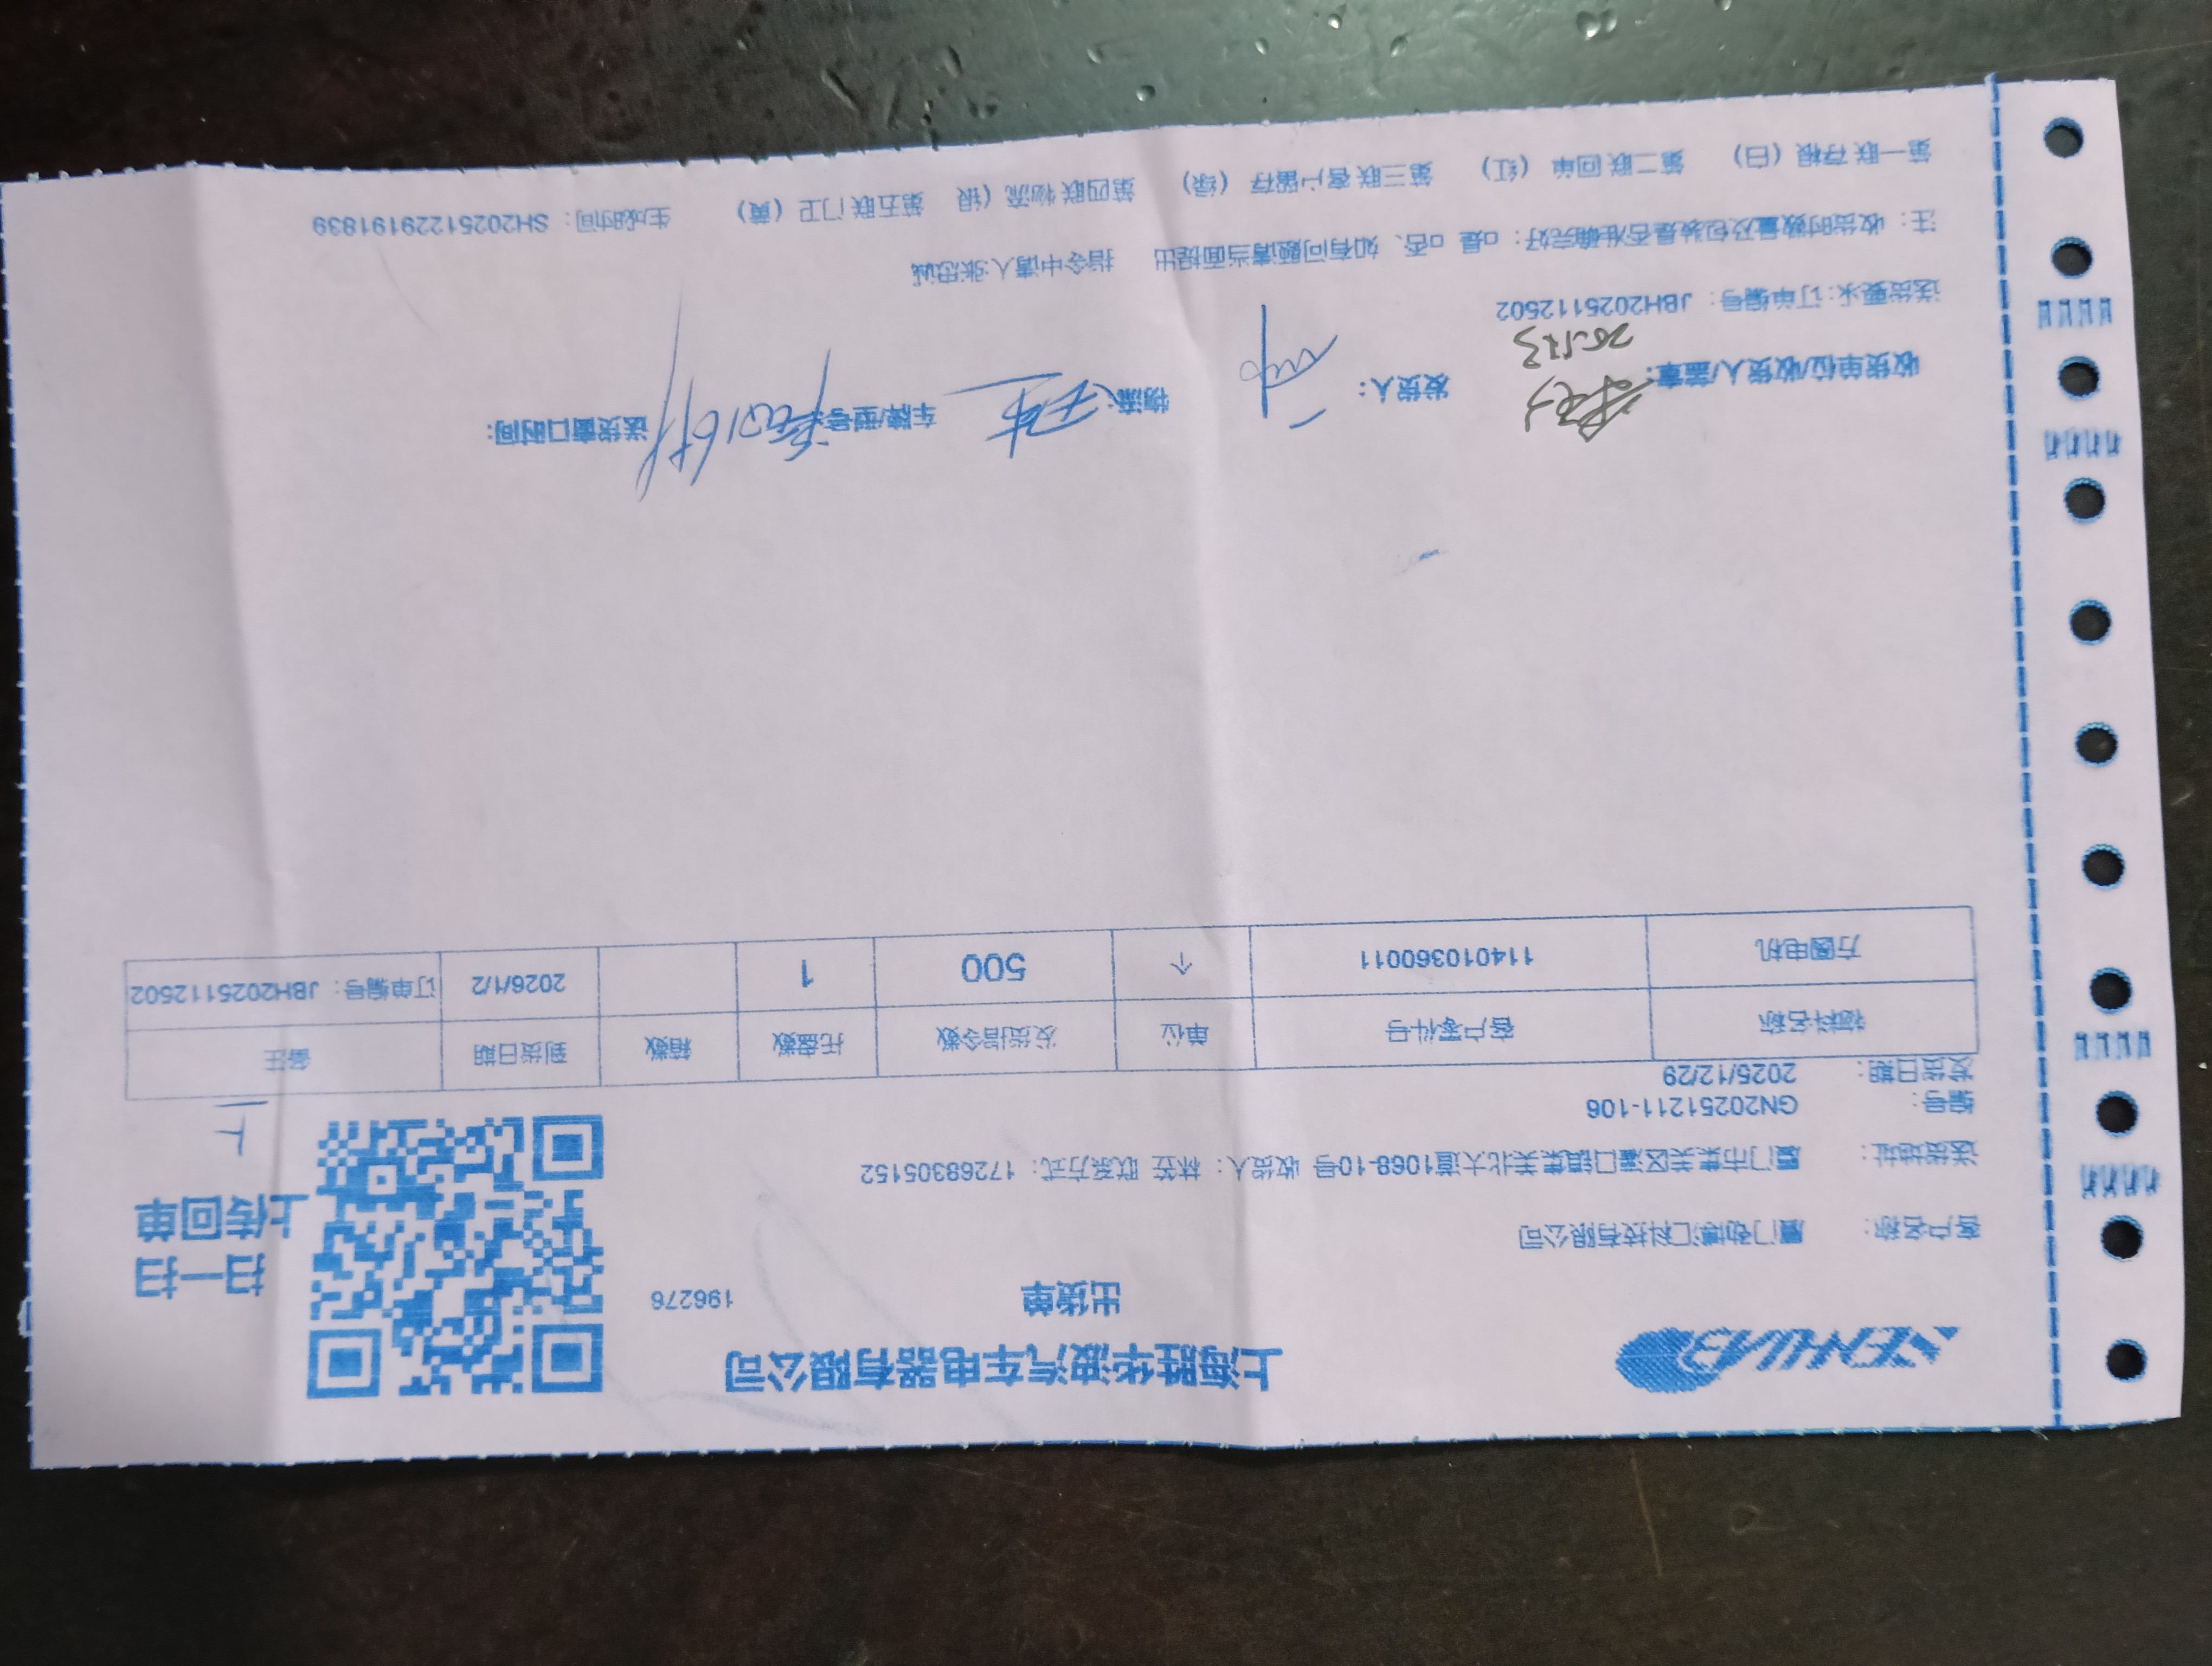 SENHWAB
上海胜华波汽车电器有限公司
出货单
196276
扫一扫
上传回单
客户名称： 厦门劲博汇科技有限公司
送货地址： 厦门市集美区灌口镇集美北大道1068-10号 收货人：林签 联系方式：17268305152
编号： GN20251211-106
发货日期： 2025/12/29
1T
物料名称 客户零件号 单位 发货指令数 托盘数 箱数 到货日期 备注
方圆电机 114010360011 个 500 1 2026/1/2 订单编号：JBH2025112502
收货单位/收货人/盖章： 发货人： 物流： 车牌/型号： 送货窗口时间：
送货要求：订单编号：JBH2025112502
注：收货时数量及包装是否准确完好：□是 □否、如有问题请当面提出 指令申请人：张忠诚
第一联存根（白） 第二联回单（红） 第三联客户留存（绿） 第四联物流（银 第五联门卫（黄） 生成时间：SH20251229191839